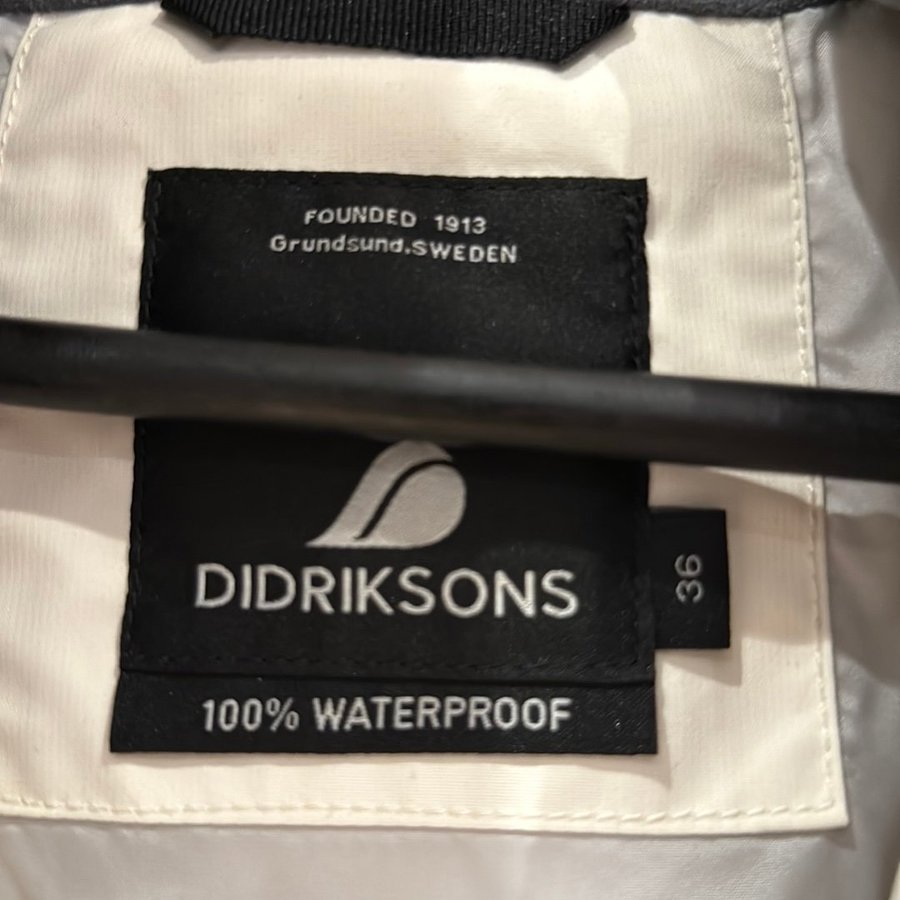 FOUNDED 1913
Grundsund.SWEDEN
DIDRIKSONS
36
100% WATERPROOF